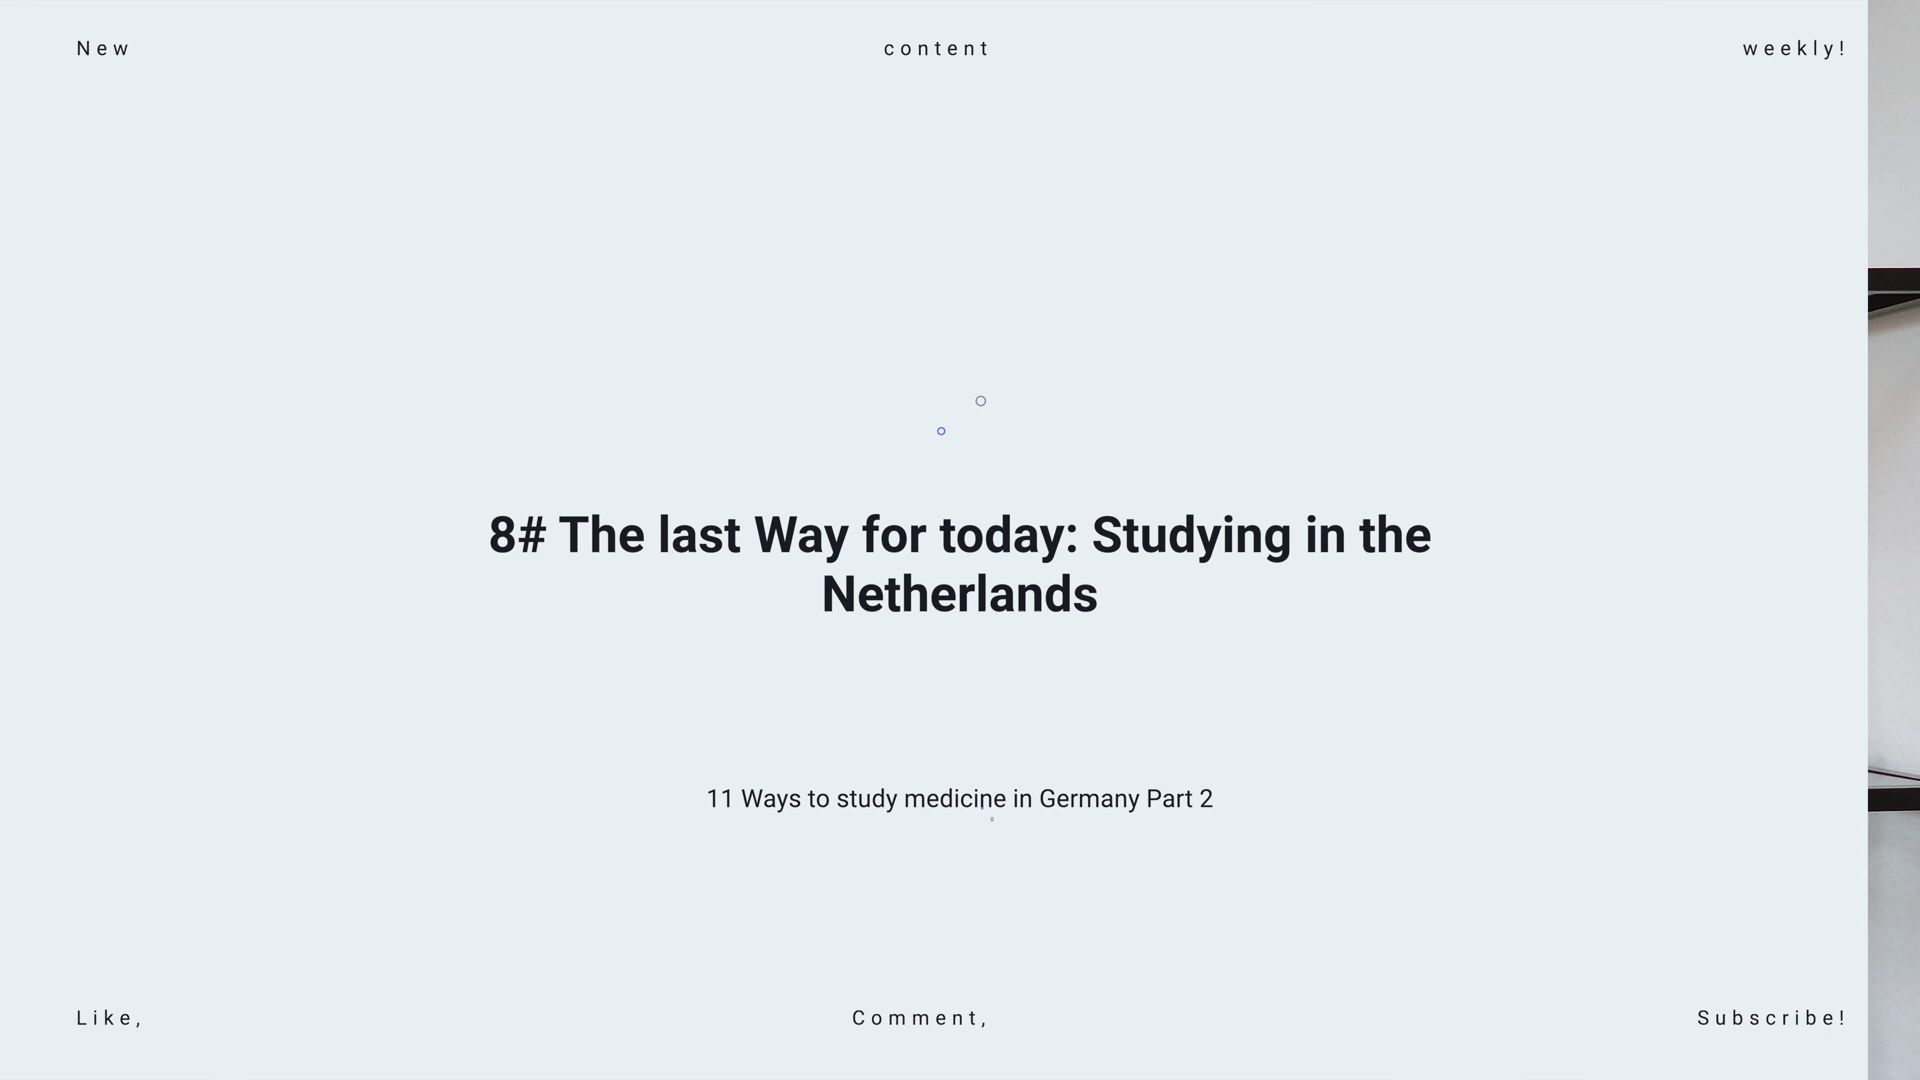 New content weekly!
8# The last Way for today: Studying in the
Netherlands
11 Ways to study medicine in Germany Part 2
Like, Comment, Subscribe!